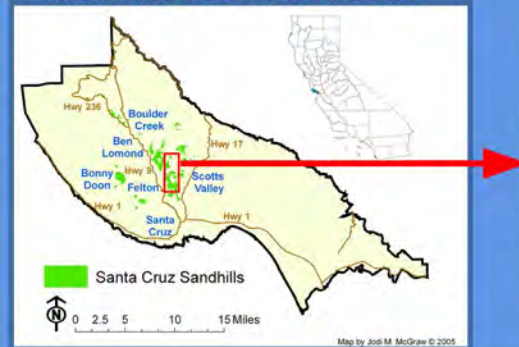 Hwy 236
Boulder
Creek
Ben
Lomond
Hwy 17
Bonny
Doon
Hwy 9
Felton
Scotts
Valley
Hwy 1
Santa
Cruz
Hwy 1
Santa Cruz Sandhills
N
0 2.5 5 10 15 Miles
Map by Jodi M. McGraw © 2005